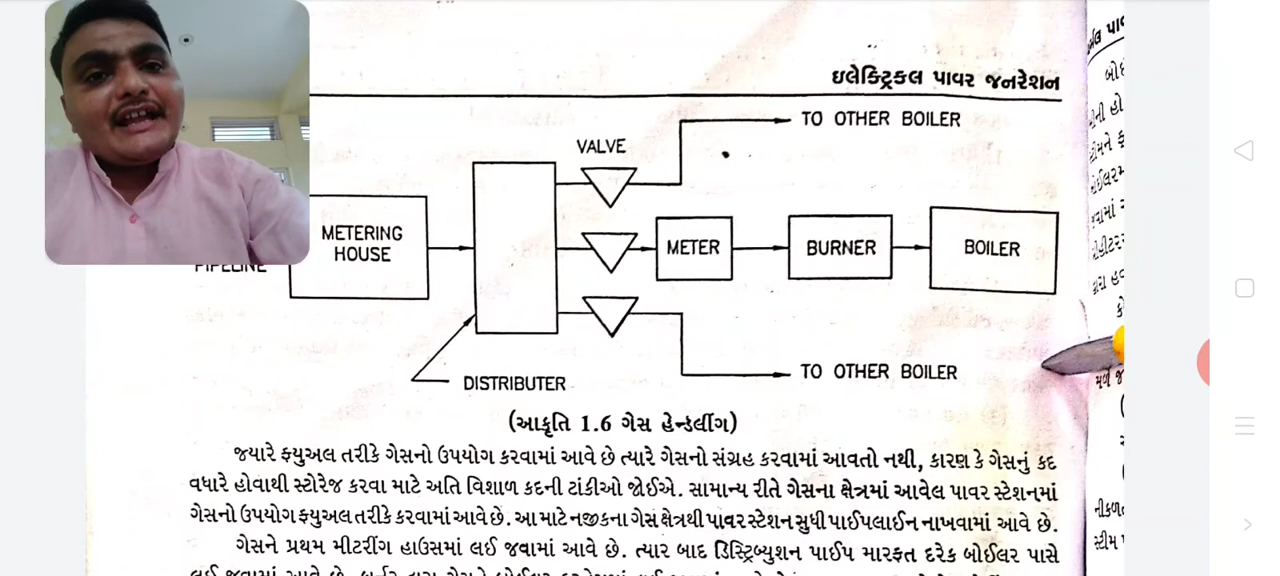 ઇલેક્ટ્રિકલ પાવર જનરેશન
TO OTHER BOILER
VALVE
METERING
HOUSE
METER
BURNER
BOILER
PIPELINE
TO OTHER BOILER
DISTRIBUTER
(આકૃતિ 1.6 ગેસ હેન્ડલીંગ)
જયારે ફ્યુઅલ તરીકે ગેસનો ઉપયોગ કરવામાં આવે છે ત્યારે ગેસનો સંગ્રહ કરવામાં આવતો નથી, કારણ કે ગેસનું કદ
વધારે હોવાથી સ્ટોરેજ કરવા માટે અતિ વિશાળ કદની ટાંકીઓ જોઈએ. સામાન્ય રીતે ગેસના ક્ષેત્રમાં આવેલ પાવર સ્ટેશનમાં
ગેસનો ઉપયોગ ફ્યુઅલ તરીકે કરવામાં આવે છે. આ માટે નજીકના ગેસ ક્ષેત્રથી પાવર સ્ટેશન સુધી પાઈપલાઈન નાખવામાં આવે છે.
ગેસને પ્રથમ મીટરીંગ હાઉસમાં લઈ જવામાં આવે છે. ત્યાર બાદ ડિસ્ટ્રિબ્યુશન પાઈપ મારફત દરેક બોઈલર પાસે